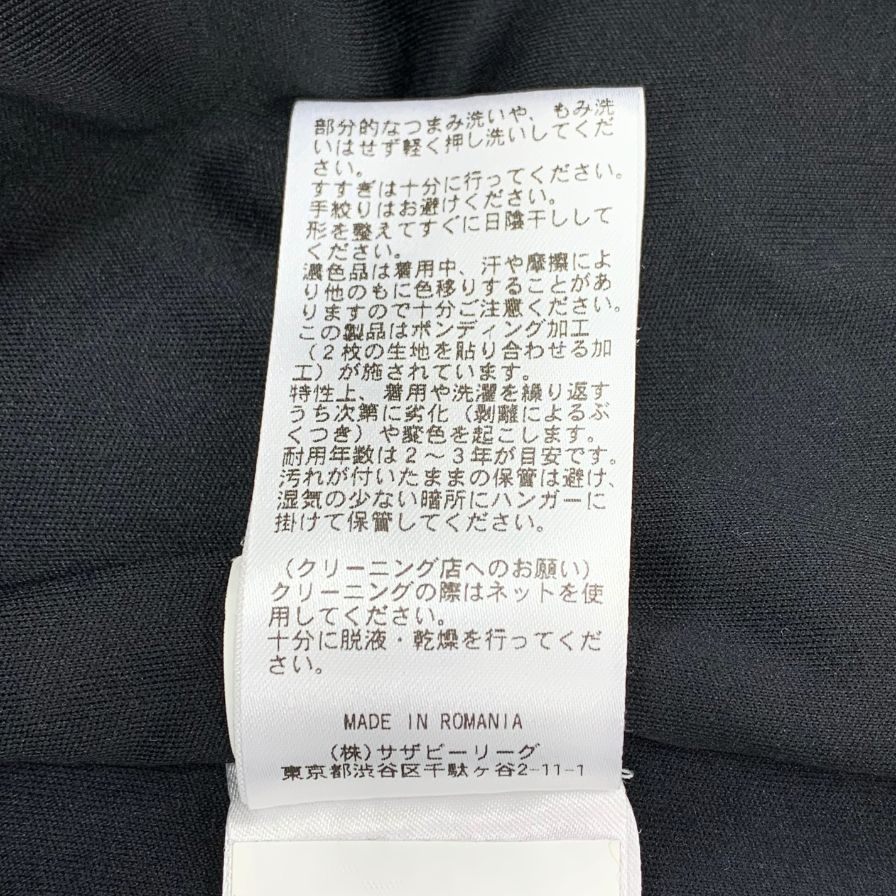 部分的なつまみ洗いや、もみ洗
いはせず軽く押し洗いしてくだ
さい。
すすぎは十分に行ってください。
手絞りはお避けください。
形を整えてすぐに日陰干しして
ください。
濃色品は着用中、汗や摩擦によ
り他のもに色移りすることがあ
りますので十分ご注意ください。
この製品はボンディング加工
（2枚の生地を貼り合わせる加
工）が施されています。
特性上、着用や洗濯を繰り返す
うち次第に劣化（剥離によるぶ
くつき）や変色を起こします。
耐用年数は2～3年が目安です。
汚れが付いたままの保管は避け、
湿気の少ない暗所にハンガーに
掛けて保管してください。
（クリーニング店へのお願い）
クリーニングの際はネットを使
用してください。
十分に脱液・乾燥を行ってくだ
さい。
MADE IN ROMANIA
（株）サザビーリーグ
東京都渋谷区千駄ヶ谷2-11-1